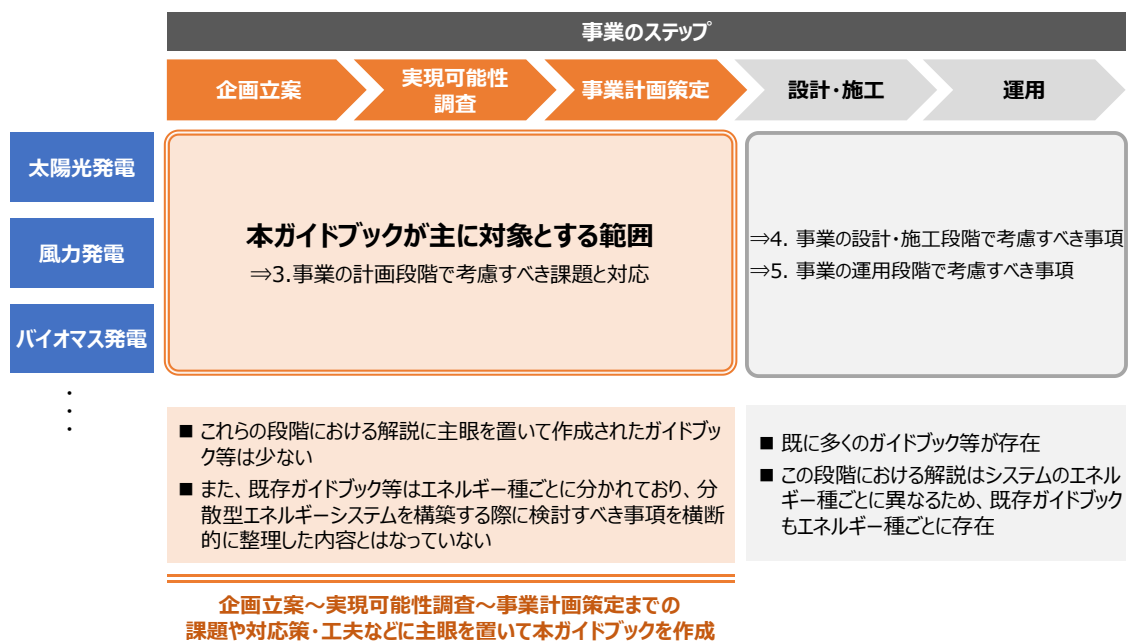 事業のステップ
企画立案
実現可能性
調査
事業計画策定
設計・施工
運用
太陽光発電
風力発電
バイオマス発電
・
・
・
本ガイドブックが主に対象とする範囲
⇒3.事業の計画段階で考慮すべき課題と対応
⇒4. 事業の設計・施工段階で考慮すべき事項
⇒5. 事業の運用段階で考慮すべき事項
■ これらの段階における解説に主眼を置いて作成されたガイドブッ
ク等は少ない
■ また、既存ガイドブック等はエネルギー種ごとに分かれており、分
散型エネルギーシステムを構築する際に検討すべき事項を横断
的に整理した内容とはなっていない
■ 既に多くのガイドブック等が存在
■ この段階における解説はシステムのエネル
ギー種ごとに異なるため、既存ガイドブック
もエネルギー種ごとに存在
企画立案～実現可能性調査～事業計画策定までの
課題や対応策・工夫などに主眼を置いて本ガイドブックを作成